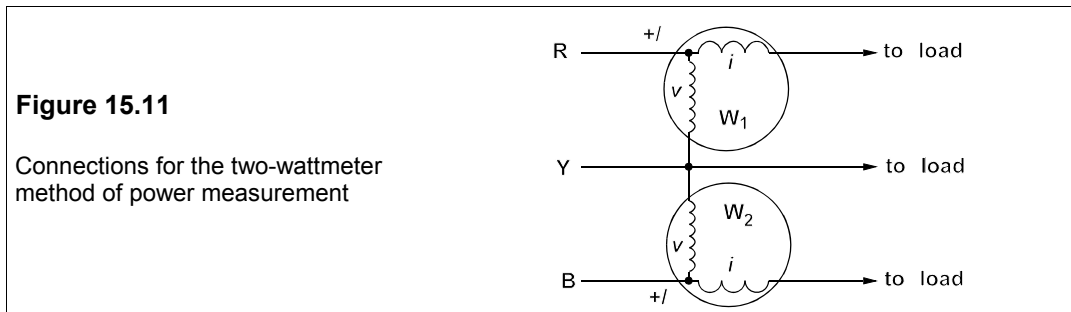 Figure 15.11
Connections for the two-wattmeter
method of power measurement
+/
R
i
to load
v
W1
Y
to load
W2
v
i
B
to load
+/